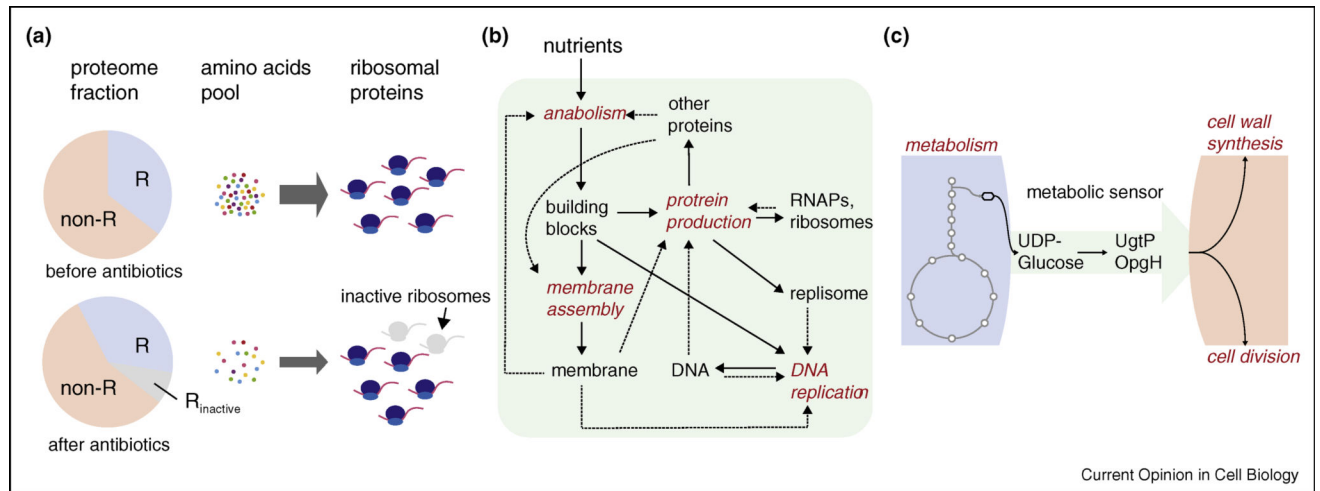 (a)
proteome
fraction
amino acids
pool
ribosomal
proteins
R
non-R
before antibiotics
inactive ribosomes
R
non-R
Rinactive
after antibiotics
(b)
nutrients
anabolism
other
proteins
building
blocks
protrein
production
RNAPs,
ribosomes
membrane
assembly
replisome
membrane
DNA
DNA
replication
(c)
metabolism
cell wall
synthesis
metabolic sensor
UDP-
Glucose
UgtP
OpgH
cell division
Current Opinion in Cell Biology